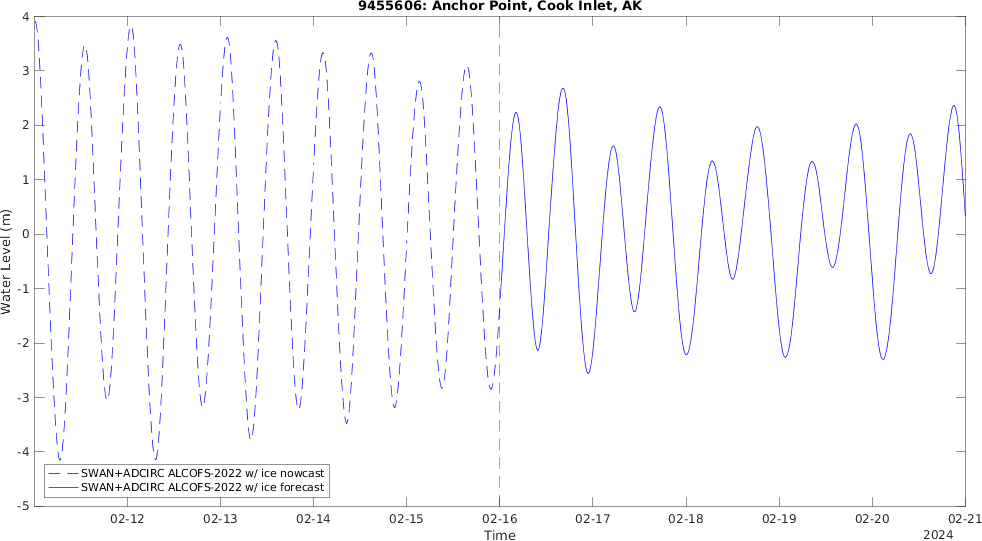 9455606: Anchor Point, Cook Inlet, AK
4
3
2
1
0
-1
-2
-3
-4
-5
Water Level (m)
SWAN+ADCIRC ALCOFS-2022 w/ ice nowcast
SWAN+ADCIRC ALCOFS-2022 w/ ice forecast
02-12 02-13 02-14 02-15 02-16 02-17 02-18 02-19 02-20 02-21
Time
2024